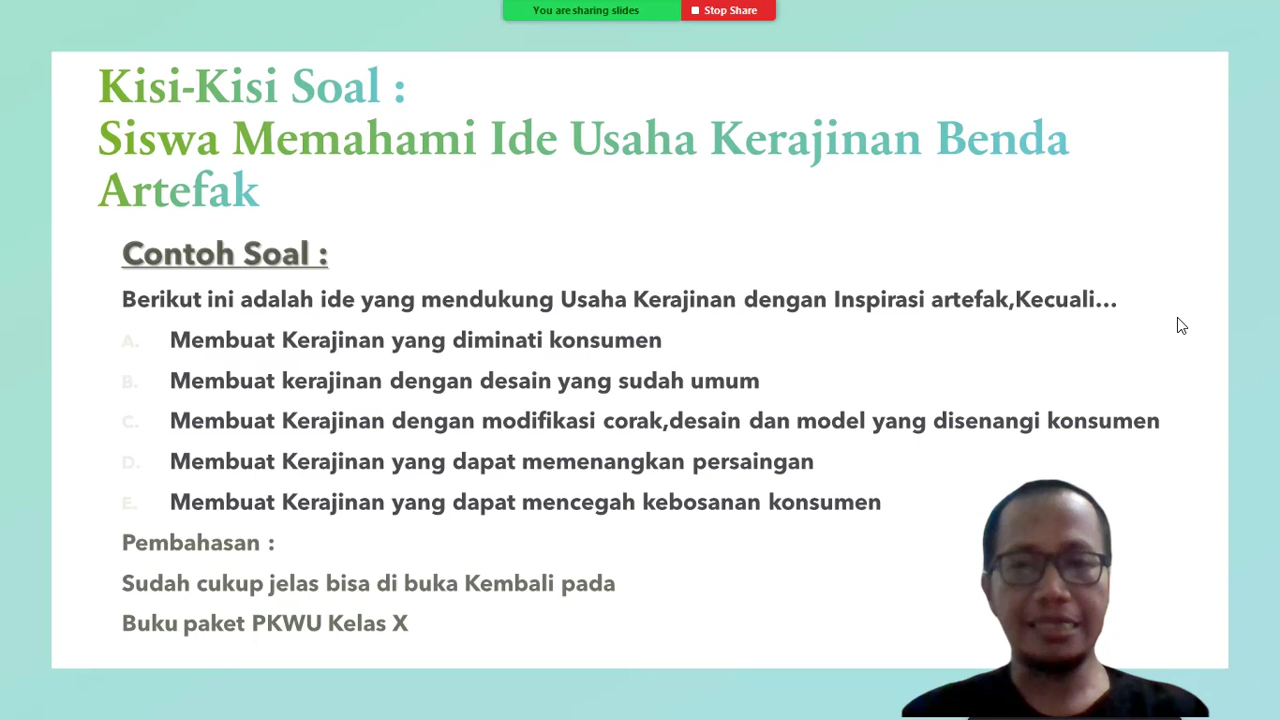 You are sharing slides
Stop Share
Kisi-Kisi Soal :
Siswa Memahami Ide Usaha Kerajinan Benda
Artefak
Contoh Soal :
Berikut ini adalah ide yang mendukung Usaha Kerajinan dengan Inspirasi artefak,Kecuali...
A. Membuat Kerajinan yang diminati konsumen
B. Membuat kerajinan dengan desain yang sudah umum
C. Membuat Kerajinan dengan modifikasi corak,desain dan model yang disenangi konsumen
D. Membuat Kerajinan yang dapat memenangkan persaingan
E. Membuat Kerajinan yang dapat mencegah kebosanan konsumen
Pembahasan :
Sudah cukup jelas bisa di buka Kembali pada
Buku paket PKWU Kelas X